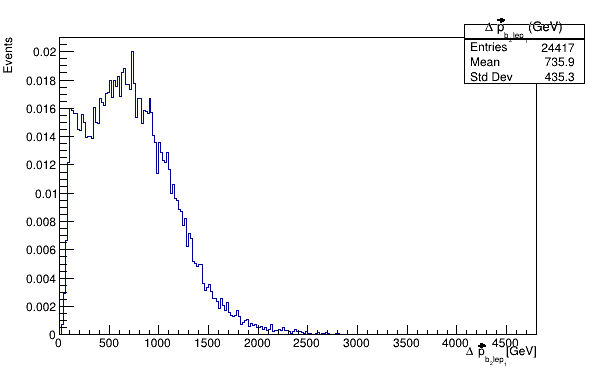 Δ p⃗_b₂lep₁ (GeV)
Entries 24417
Mean 735.9
Std Dev 435.3
Events
0.02
0.018
0.016
0.014
0.012
0.01
0.008
0.006
0.004
0.002
0
0 500 1000 1500 2000 2500 3000 3500 4000 4500
Δ p⃗_b₂lep₁ [GeV]